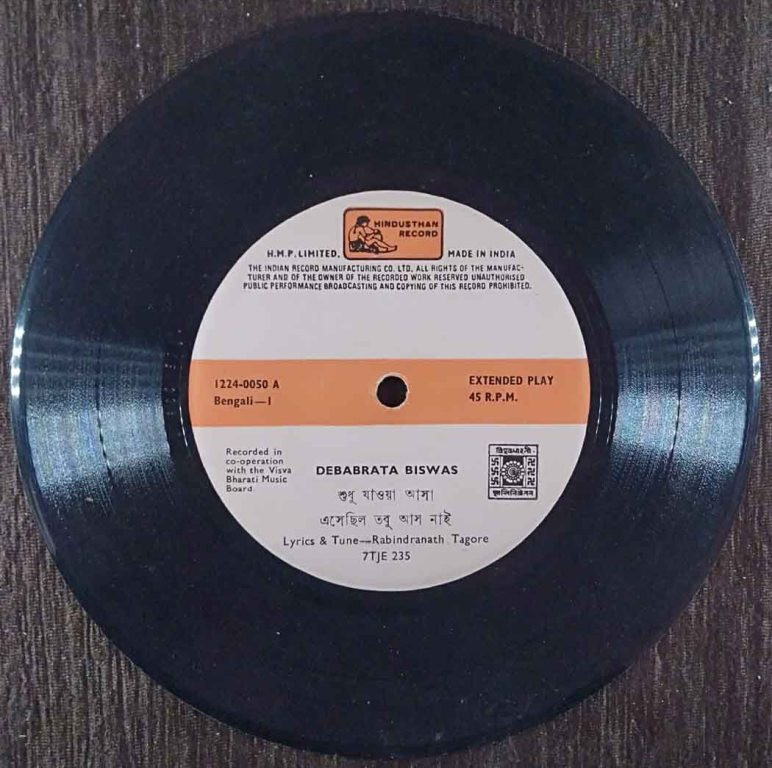 HINDUSTHAN
RECORD
H.M.P. LIMITED. MADE IN INDIA
THE INDIAN RECORD MANUFACTURING CO. LTD. ALL RIGHTS OF THE MANUFAC-
TURER AND OF THE OWNER OF THE RECORDED WORK RESERVED UNAUTHORISED
PUBLIC PERFORMANCE BROADCASTING AND COPYING OF THIS RECORD PROHIBITED.
1224-0050 A
Bengali—1
EXTENDED PLAY
45 R.P.M.
Recorded in
co-operation
with the Visva
Bharati Music
Board.
DEBABRATA BISWAS
শুধু যাওয়া আসা
এসেছিল তবু আস নাই
Lyrics & Tune—Rabindranath Tagore
7TJE 235